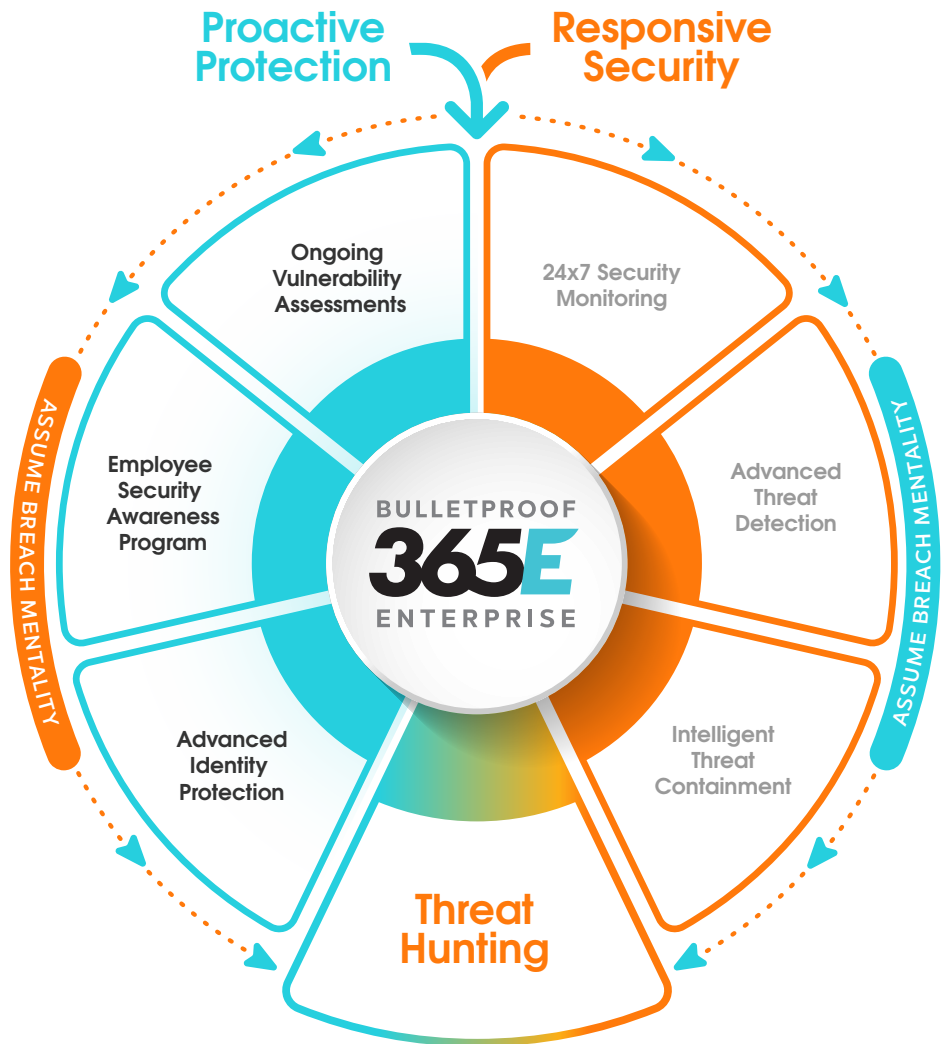 Proactive
Protection
Responsive
Security
Ongoing
Vulnerability
Assessments
24x7 Security
Monitoring
ASSUME BREACH MENTALITY
Employee
Security
Awareness
Program
BULLETPROOF
365E
ENTERPRISE
Advanced
Threat
Detection
ASSUME BREACH MENTALITY
Advanced
Identity
Protection
Intelligent
Threat
Containment
Threat
Hunting